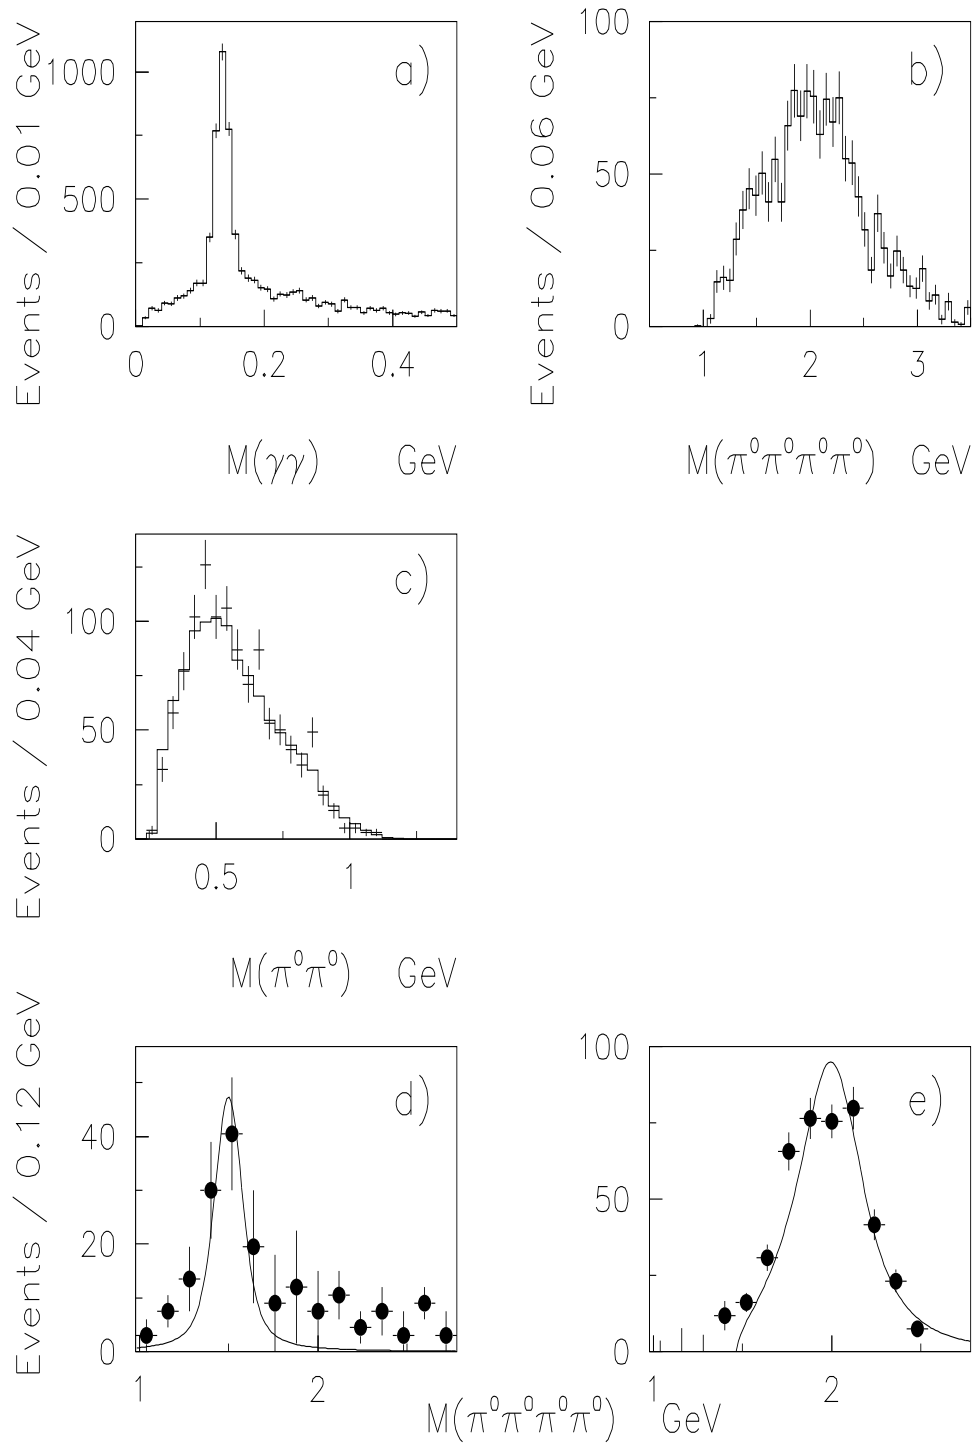 Events / 0.01 GeV
1000
500
0
a)
0 0.2 0.4
M(γγ) GeV
Events / 0.06 GeV
100
50
0
b)
1 2 3
M(π⁰π⁰π⁰π⁰) GeV
Events / 0.04 GeV
100
50
0
c)
0.5 1
M(π⁰π⁰) GeV
Events / 0.12 GeV
40
20
0
d)
1 2
100
50
0
e)
1 2
M(π⁰π⁰π⁰π⁰) GeV